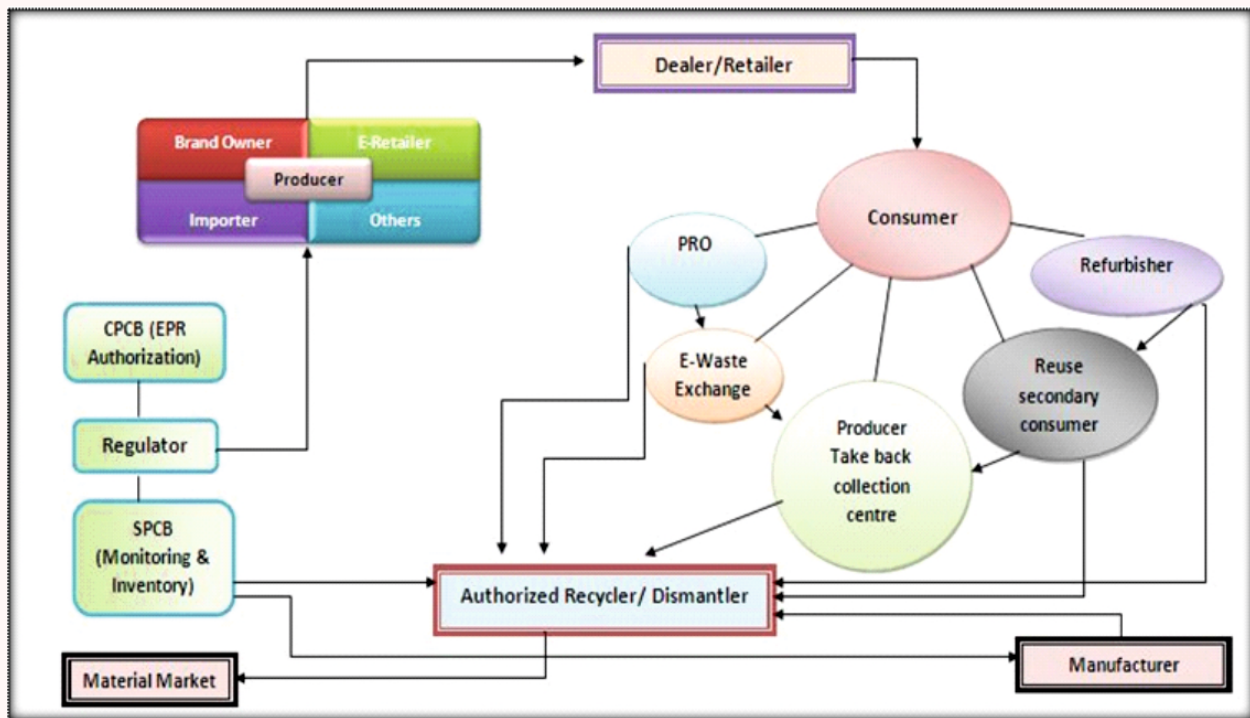 Dealer/Retailer
Brand Owner
E-Retailer
Producer
Importer
Others
Consumer
PRO
Refurbisher
CPCB (EPR
Authorization)
E-Waste
Exchange
Reuse
secondary
consumer
Regulator
Producer
Take back
collection
centre
SPCB
(Monitoring &
Inventory)
Authorized Recycler/ Dismantler
Material Market
Manufacturer